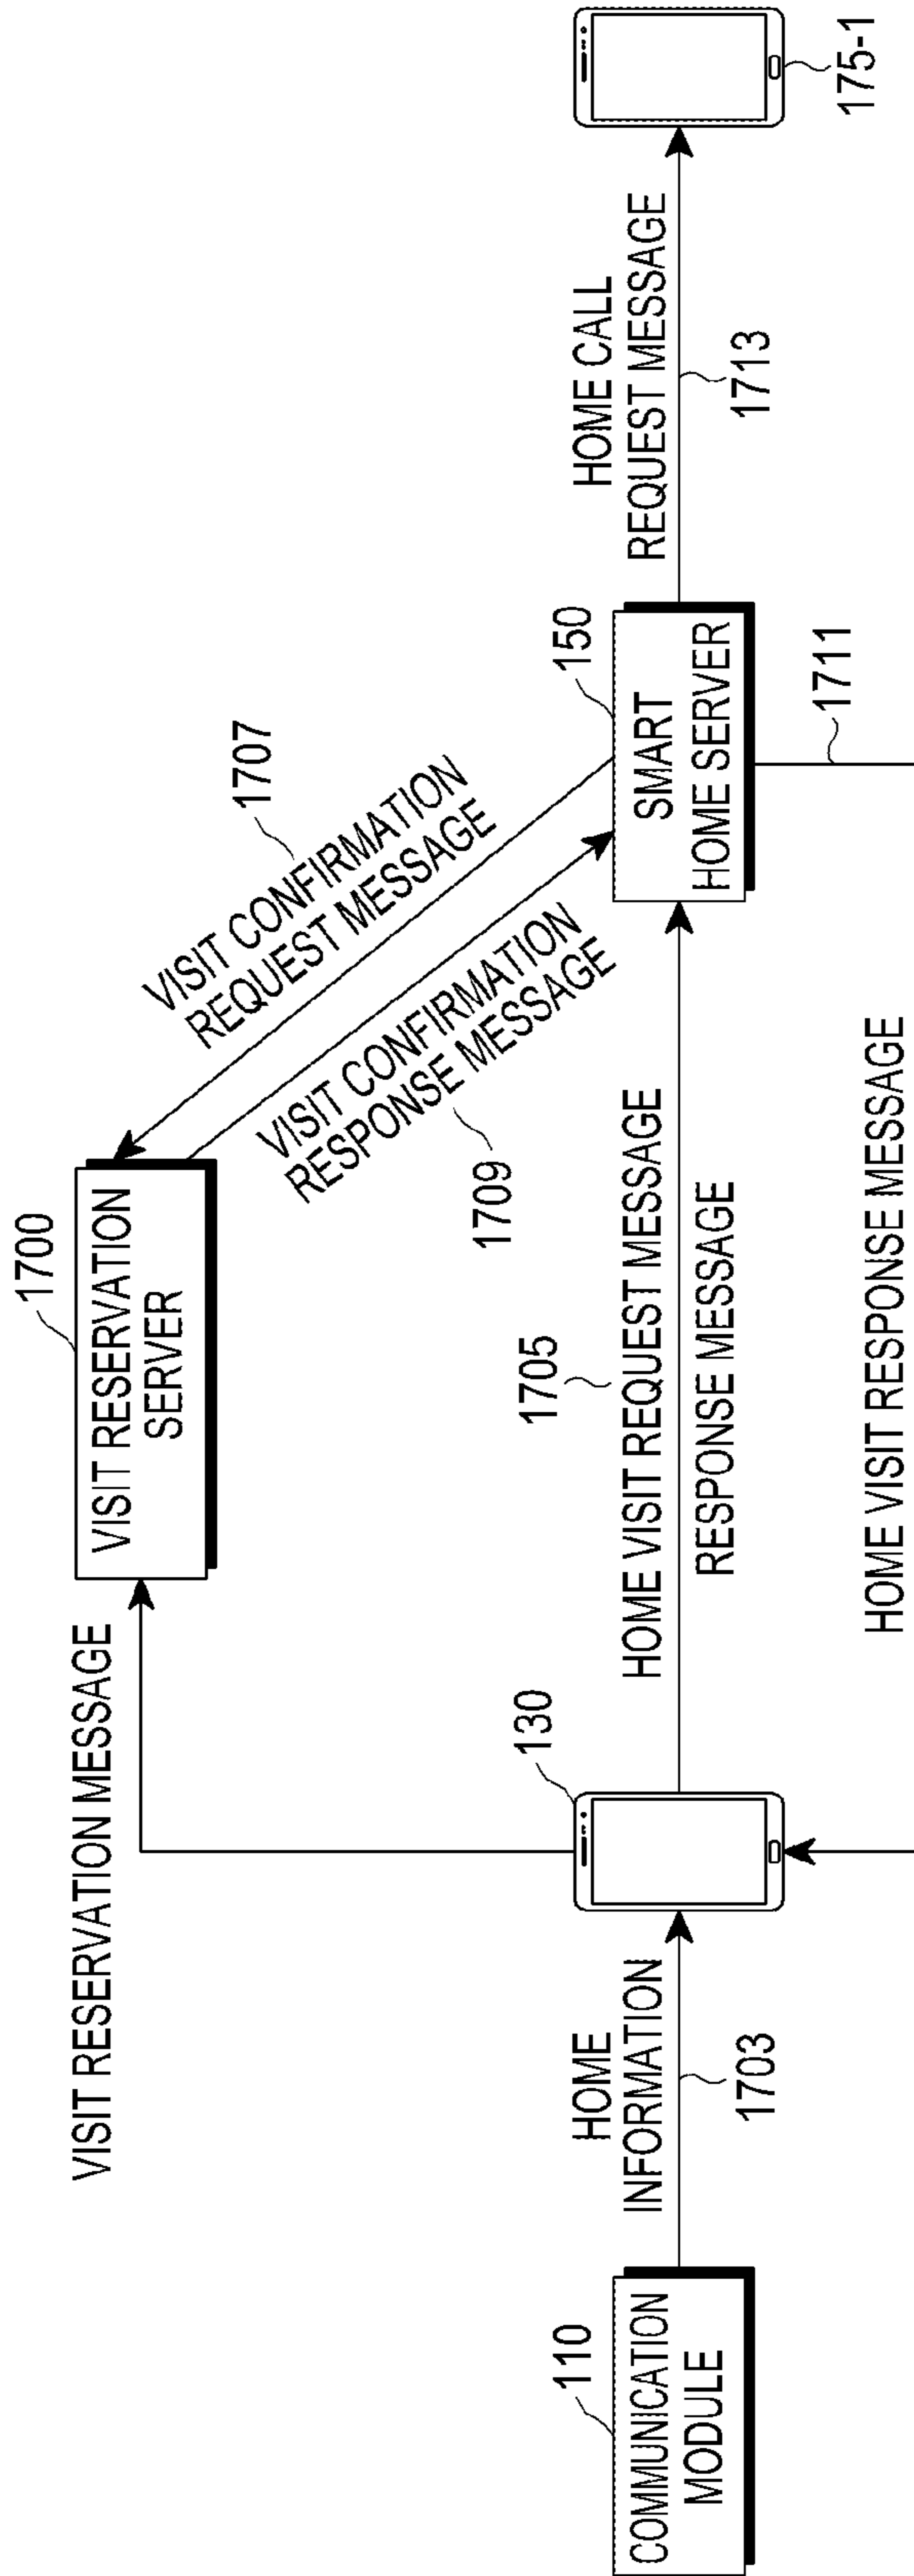 VISIT RESERVATION MESSAGE
1700
VISIT RESERVATION
SERVER
1707
VISIT CONFIRMATION
REQUEST MESSAGE
VISIT CONFIRMATION
RESPONSE MESSAGE
1709
110
COMMUNICATION
MODULE
HOME
INFORMATION
1703
130
1705
HOME VISIT REQUEST MESSAGE
RESPONSE MESSAGE
150
SMART
HOME SERVER
HOME CALL
REQUEST MESSAGE
1713
175-1
1711
HOME VISIT RESPONSE MESSAGE